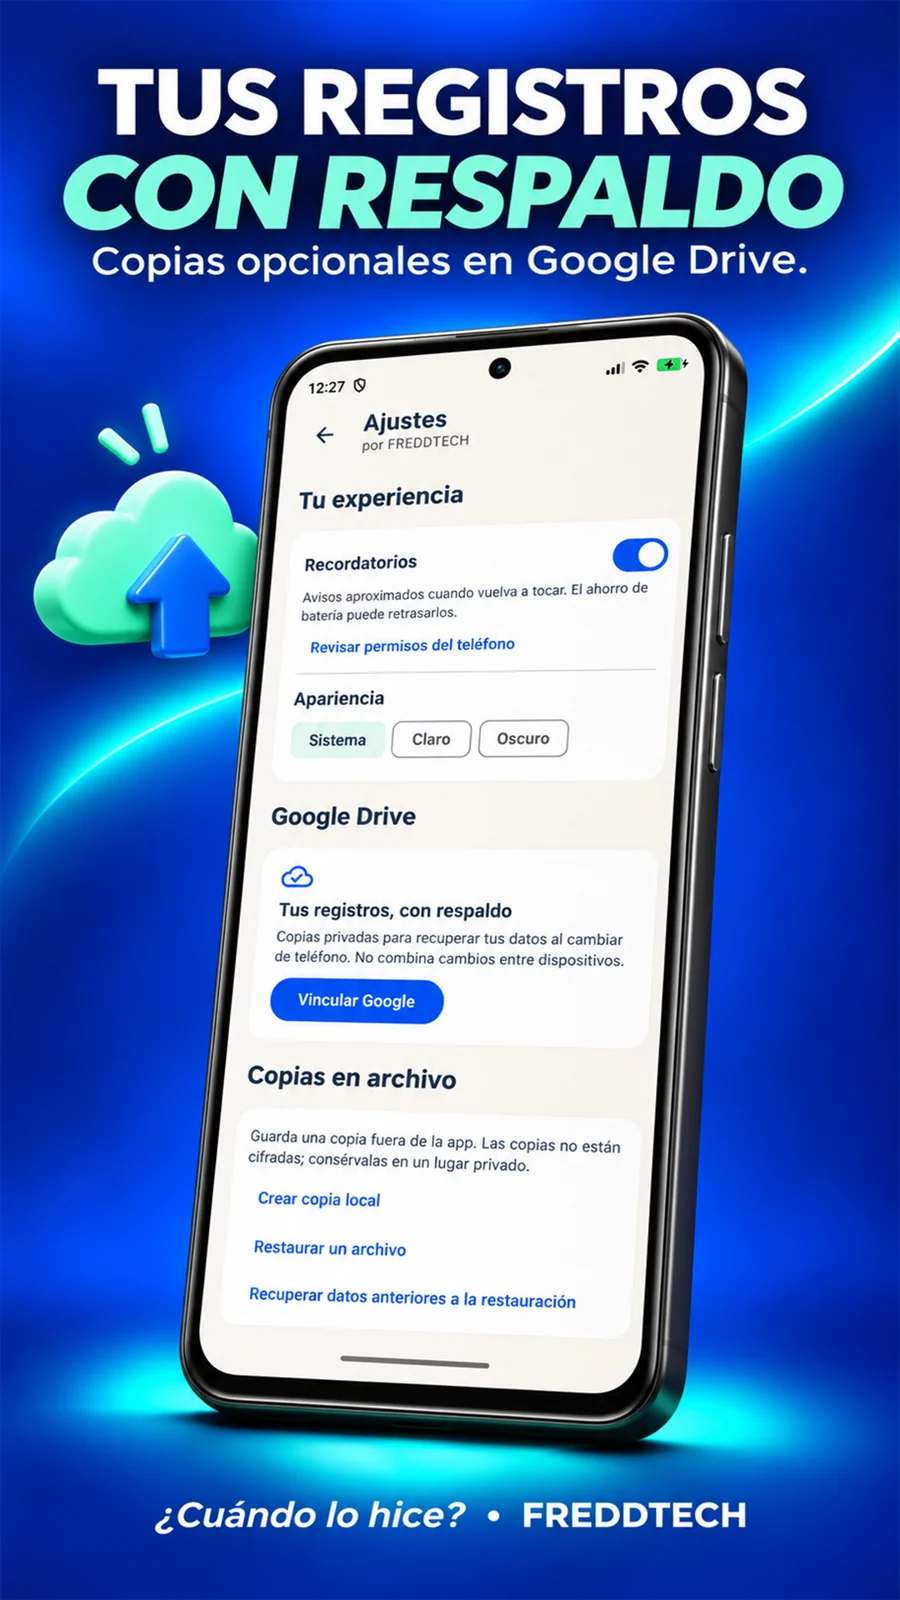 TUS REGISTROS
CON RESPALDO
Copias opcionales en Google Drive.
12:27
Ajustes
por FREDDTECH
Tu experiencia
Recordatorios
Avisos aproximados cuando vuelva a tocar. El ahorro de
batería puede retrasarlos.
Revisar permisos del teléfono
Apariencia
Sistema Claro Oscuro
Google Drive
Tus registros, con respaldo
Copias privadas para recuperar tus datos al cambiar
de teléfono. No combina cambios entre dispositivos.
Vincular Google
Copias en archivo
Guarda una copia fuera de la app. Las copias no están
cifradas; consérvalas en un lugar privado.
Crear copia local
Restaurar un archivo
Recuperar datos anteriores a la restauración
¿Cuándo lo hice? • FREDDTECH